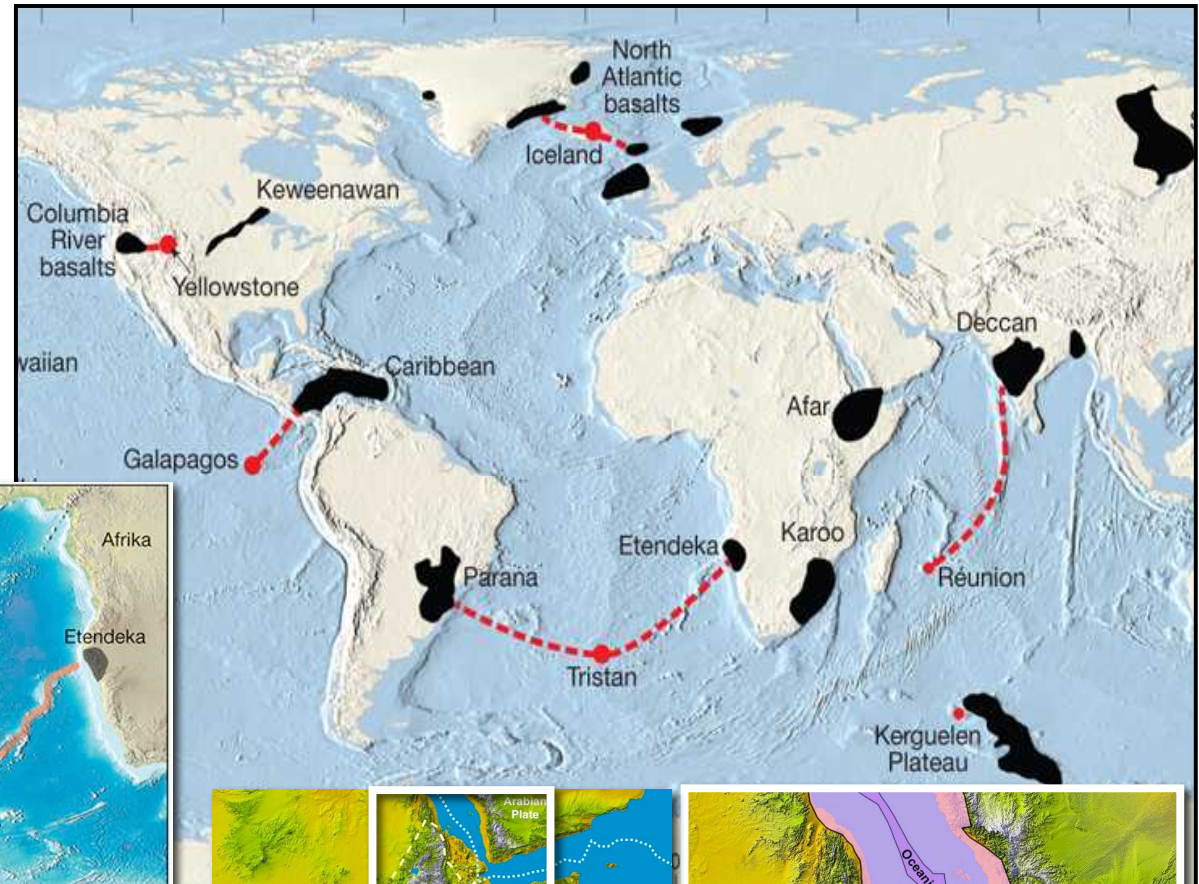 North
Atlantic
basalts
Iceland
Keweenawan
Columbia
River
basalts
Yellowstone
Deccan
waiian
Caribbean
Afar
Galapagos
Afrika
Etendeka
Karoo
Parana
Réunion
Etendeka
Tristan
Kerguelen
Plateau
Arabian
Plate
Oceani